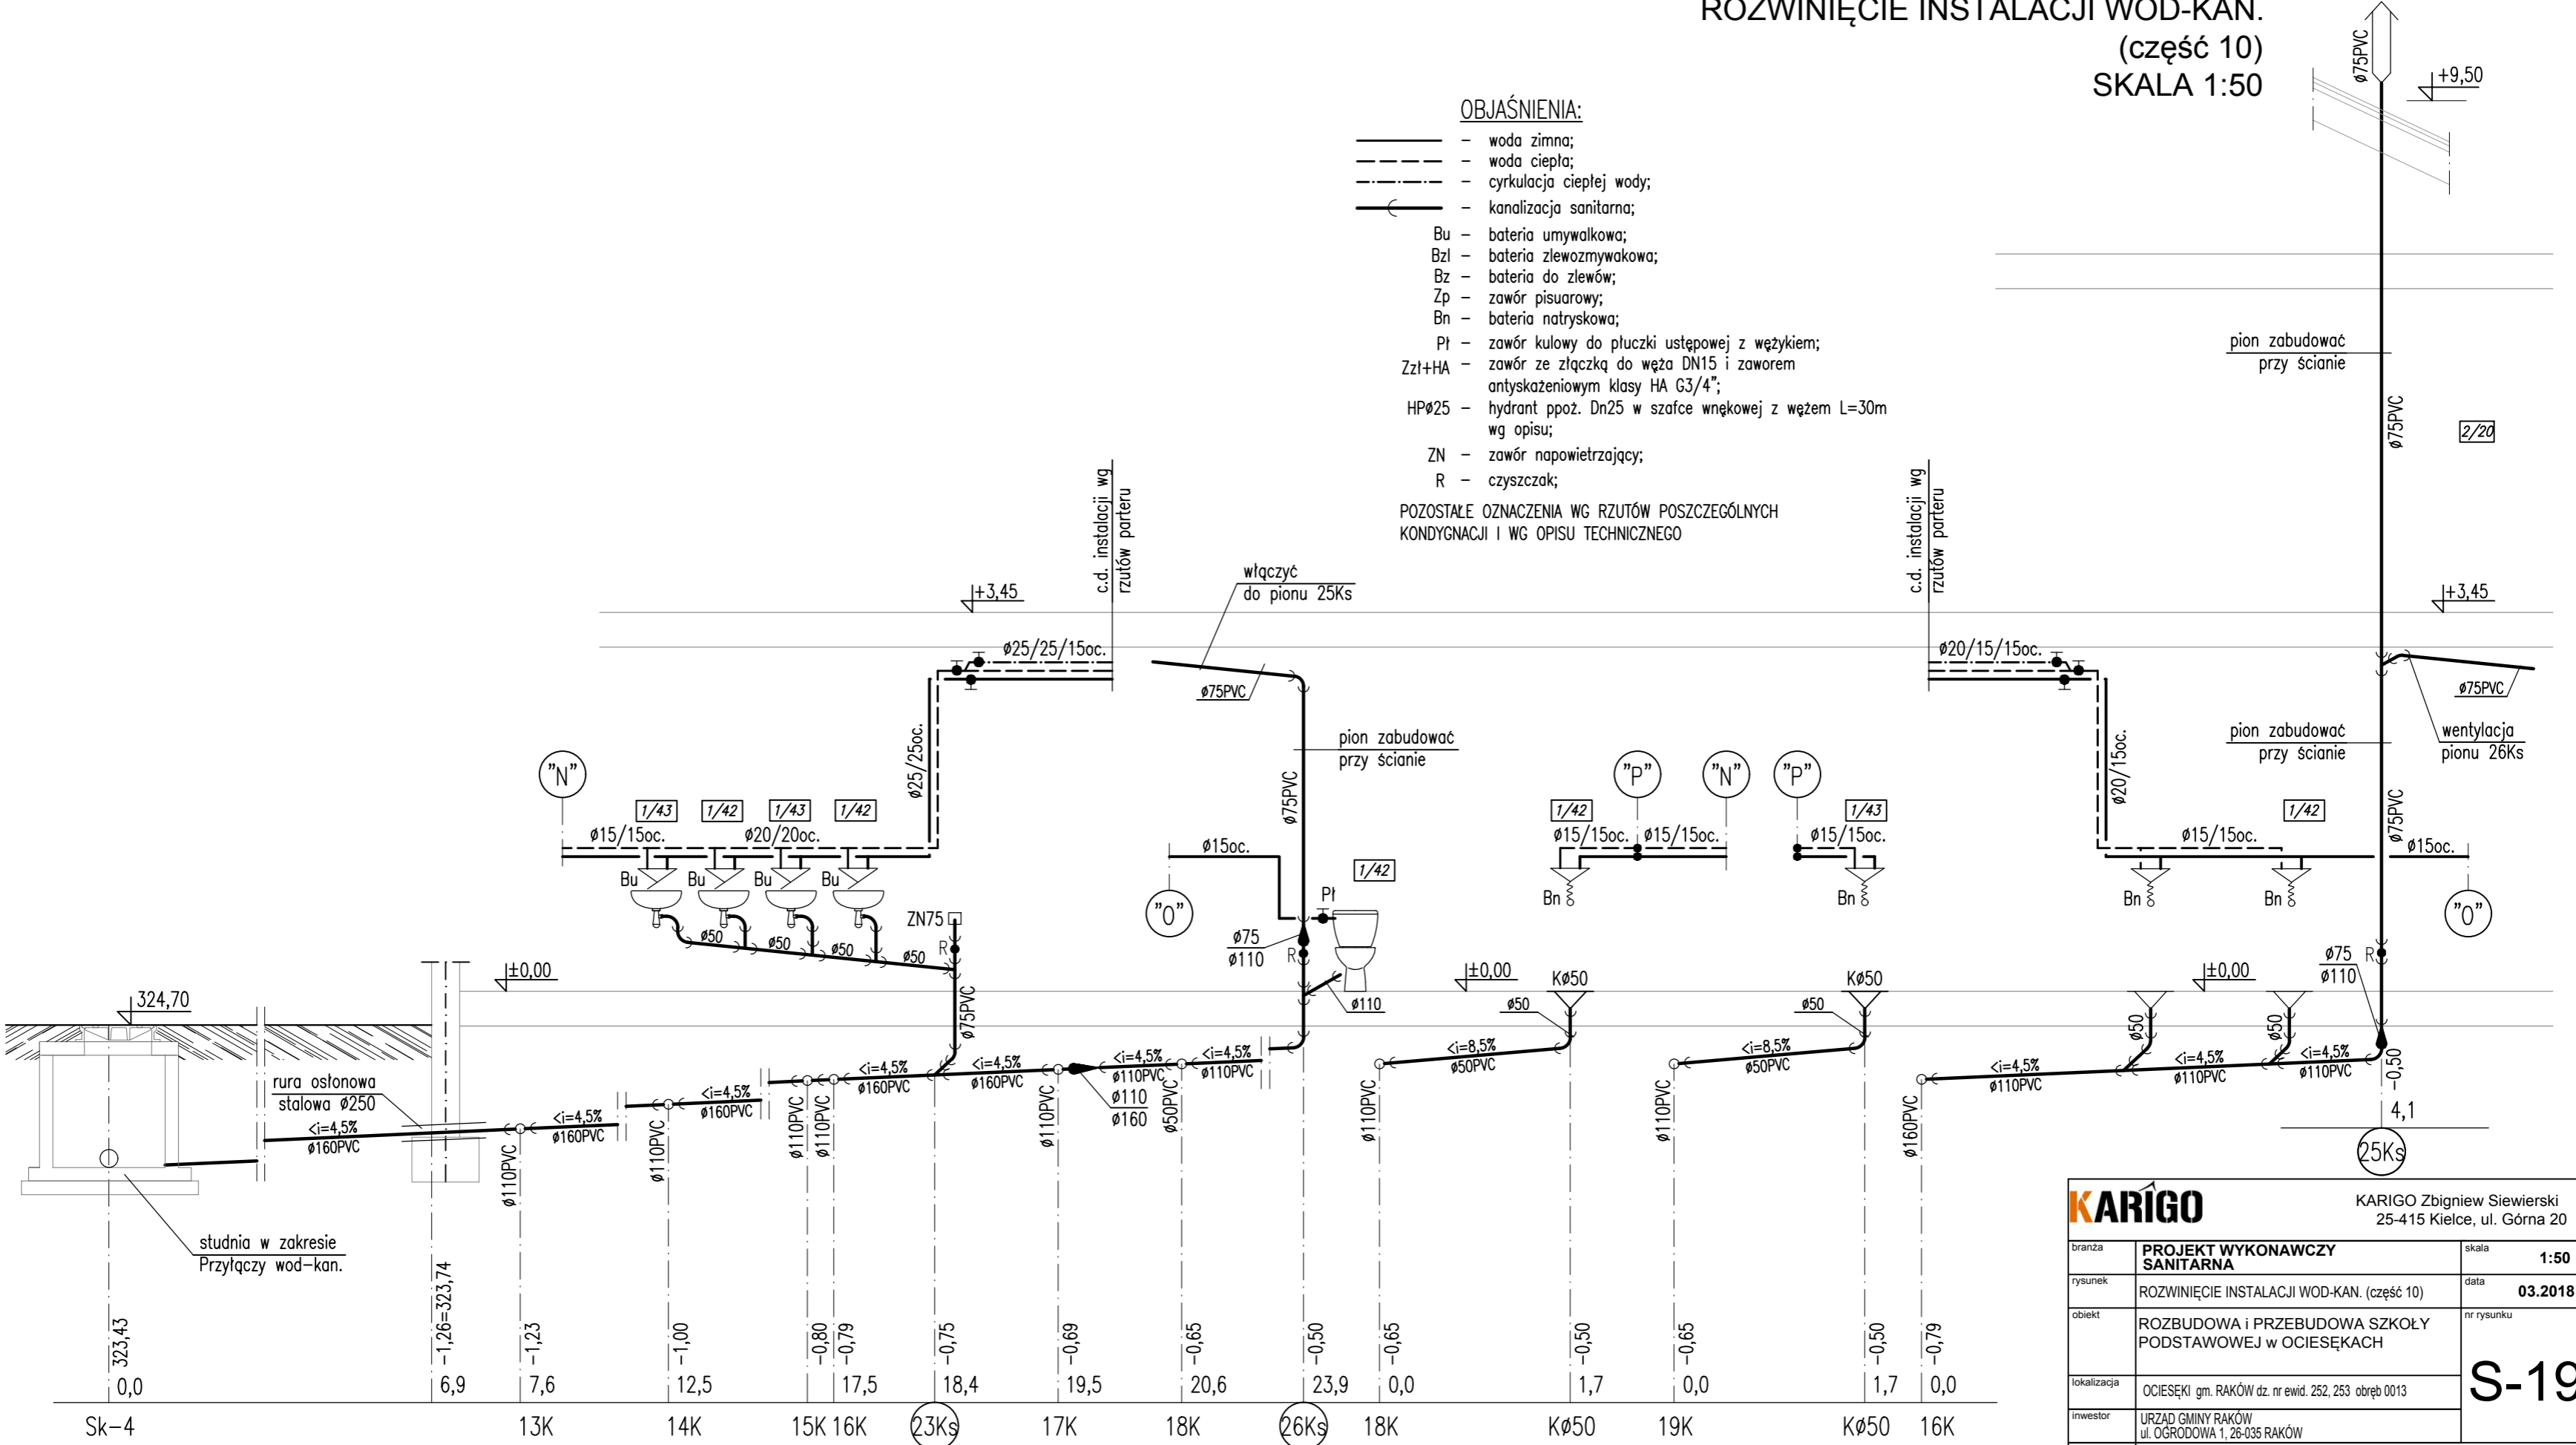 ROZWINIĘCIE INSTALACJI WOD-KAN.
(część 10)
SKALA 1:50
ø75PVC
+9,50
OBJAŚNIENIA:
– woda zimna;
– woda ciepła;
– cyrkulacja ciepłej wody;
– kanalizacja sanitarna;
Bu – bateria umywalkowa;
Bzl – bateria zlewozmywakowa;
Bz – bateria do zlewów;
Zp – zawór pisuarowy;
Bn – bateria natryskowa;
Pł – zawór kulowy do płuczki ustępowej z wężykiem;
Zzł+HA – zawór ze złączką do węża DN15 i zaworem
antyskażeniowym klasy HA G3/4";
HPø25 – hydrant ppoż. Dn25 w szafce wnękowej z wężem L=30m
wg opisu;
ZN – zawór napowietrzający;
R – czyszczak;
POZOSTAŁE OZNACZENIA WG RZUTÓW POSZCZEGÓLNYCH
KONDYGNACJI I WG OPISU TECHNICZNEGO
pion zabudować
przy ścianie
ø75PVC
2/20
c.d. instalacji wg
rzutów parteru
c.d. instalacji wg
rzutów parteru
włączyć
do pionu 25Ks
+3,45
+3,45
ø25/25/15oc.
ø75PVC
ø20/15/15oc.
ø75PVC
ø25/25oc.
pion zabudować
przy ścianie
ø75PVC
ø20/15oc.
pion zabudować
przy ścianie
wentylacja
pionu 26Ks
ø75PVC
"N"
"P"
"N"
"P"
1/43
1/42
1/43
1/42
1/42
1/43
1/42
ø15/15oc.
ø20/20oc.
ø15oc.
ø15/15oc.
ø15/15oc.
ø15/15oc.
ø15/15oc.
ø15oc.
1/42
Bu
Bu
Bu
Bu
Pł
Bn
Bn
Bn
Bn
"O"
"O"
ZN75
R
ø50
ø50
ø50
ø50
ø75
ø110
R
ø75
ø110
R
±0,00
±0,00
±0,00
Kø50
Kø50
324,70
ø75PVC
ø110
ø50
ø50
ø50
ø50
rura osłonowa
stalowa ø250
<i=4,5%
ø160PVC
<i=4,5%
ø160PVC
<i=4,5%
ø160PVC
<i=4,5%
ø160PVC
<i=4,5%
ø160PVC
<i=4,5%
ø110PVC
<i=4,5%
ø110PVC
<i=8,5%
ø50PVC
<i=8,5%
ø50PVC
<i=4,5%
ø110PVC
<i=4,5%
ø110PVC
<i=4,5%
ø110PVC
ø110
ø160
ø110PVC
ø110PVC
ø110PVC
ø110PVC
ø110PVC
ø50PVC
ø110PVC
ø110PVC
ø160PVC
-0,50
4,1
25Ks
studnia w zakresie
Przyłączy wod-kan.
323,43
-1,26=323,74
-1,23
-1,00
-0,80
-0,79
-0,75
-0,69
-0,65
-0,50
-0,65
-0,50
-0,65
-0,50
-0,79
0,0
6,9
7,6
12,5
17,5
18,4
19,5
20,6
23,9
0,0
1,7
0,0
1,7
0,0
Sk-4
13K
14K
15K
16K
23Ks
17K
18K
26Ks
18K
Kø50
19K
Kø50
16K
KARIGO
KARIGO Zbigniew Siewierski
25-415 Kielce, ul. Górna 20
branża
PROJEKT WYKONAWCZY
SANITARNA
skala
1:50
rysunek
ROZWINIĘCIE INSTALACJI WOD-KAN. (część 10)
data
03.2018
obiekt
ROZBUDOWA i PRZEBUDOWA SZKOŁY
PODSTAWOWEJ w OCIESĘKACH
nr rysunku
S-19
lokalizacja
OCIESĘKI gm. RAKÓW dz. nr ewid. 252, 253 obręb 0013
inwestor
URZĄD GMINY RAKÓW
ul. OGRODOWA 1, 26-035 RAKÓW